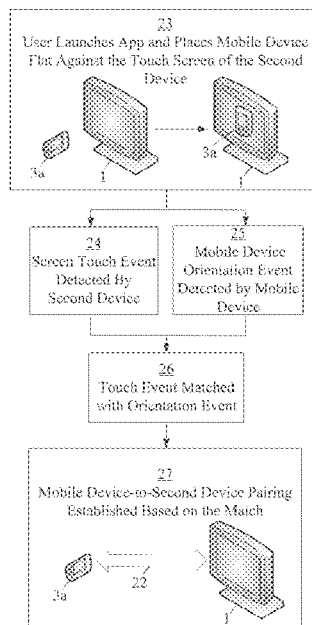 23
User Launches App and Places Mobile Device
Flat Against the Touch Screen of the Second
Device
3a
1
3a
1
24
Screen Touch Event
Detected By
Second Device
25
Mobile Device
Orientation Event
Detected by Mobile
Device
26
Touch Event Matched
with Orientation Event
27
Mobile Device-to-Second Device Pairing
Established Based on the Match
3a
22
1